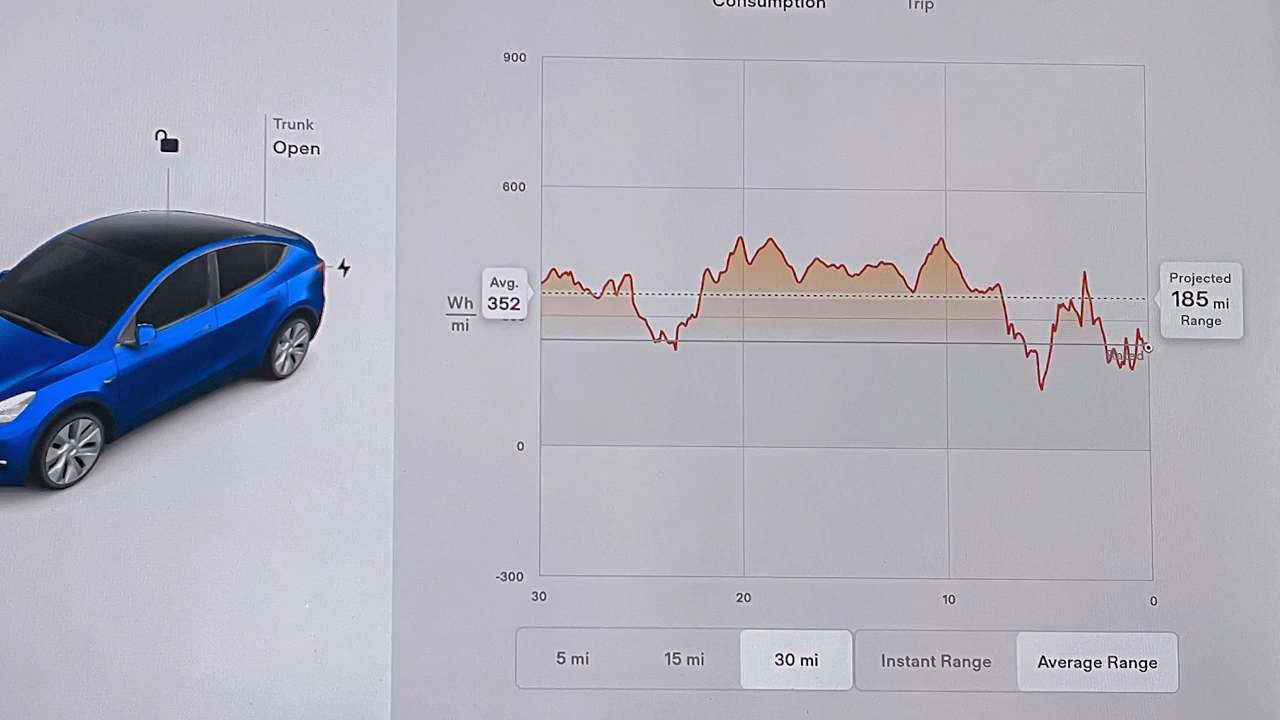 Consumption Trip
Trunk
Open
900
600
Wh
mi
Avg.
352
0
-300
30 20 10 0
Rated
Projected
185 mi
Range
5 mi 15 mi 30 mi Instant Range Average Range